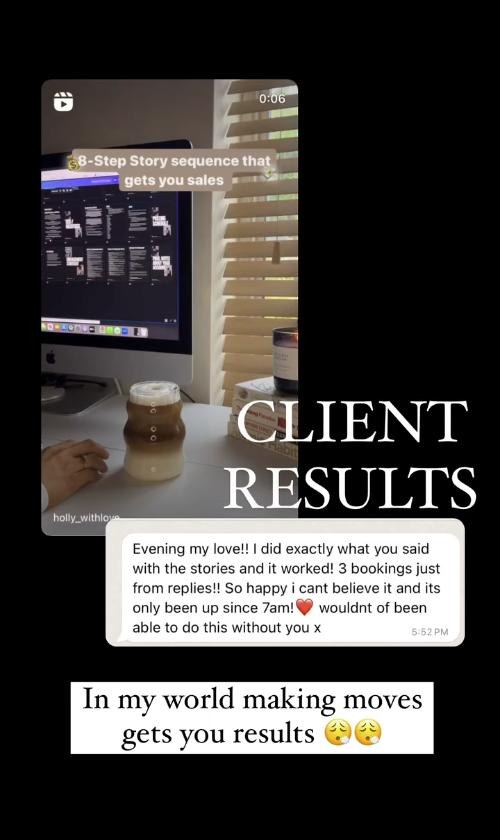 0:06
8-Step Story sequence that
gets you sales
CLIENT
RESULTS
holly_withlove
Evening my love!! I did exactly what you said
with the stories and it worked! 3 bookings just
from replies!! So happy i cant believe it and its
only been up since 7am!❤️ wouldnt of been
able to do this without you x
5:52 PM
In my world making moves
gets you results 😮‍💨😮‍💨